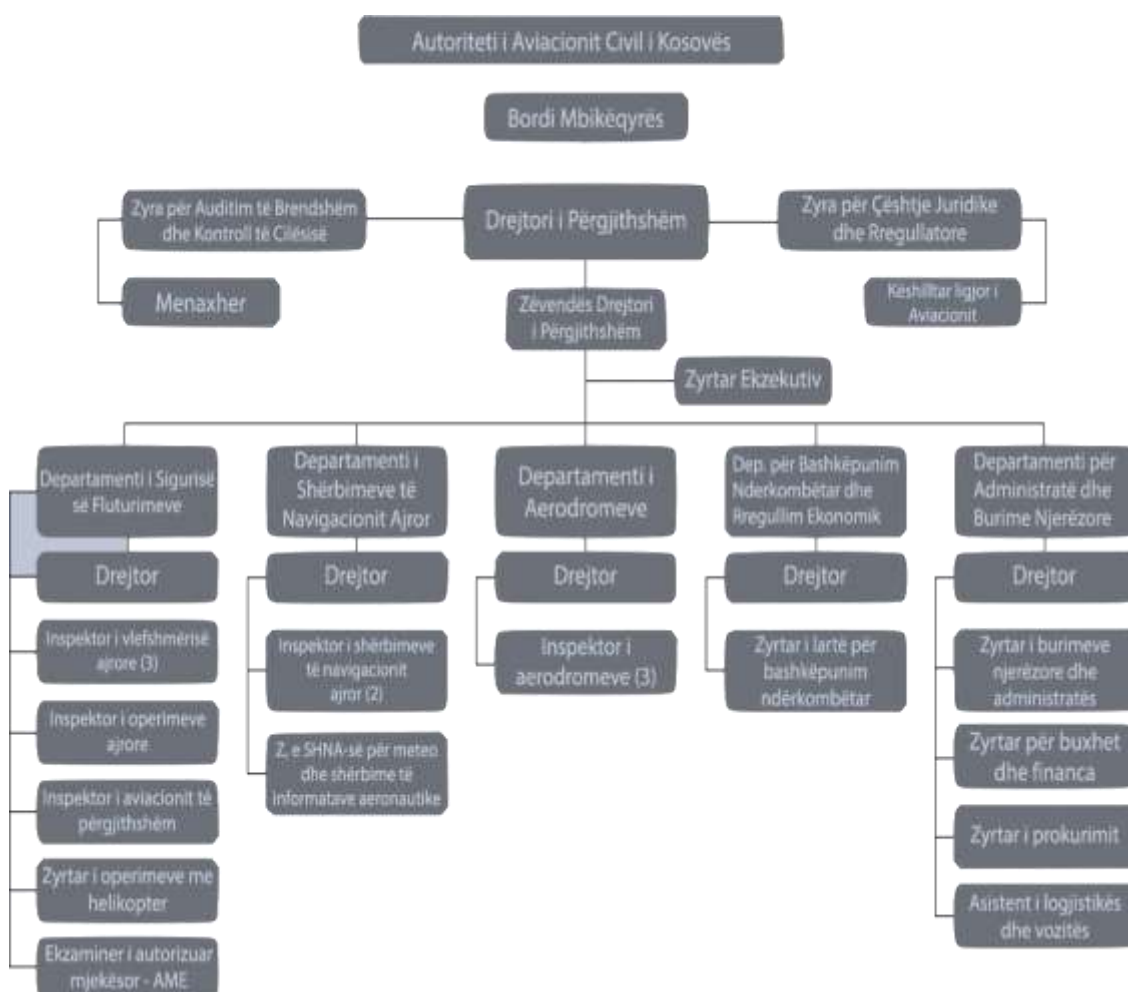 Autoriteti i Aviacionit Civil i Kosovës
Bordi Mbikëqyrës
Zyra për Auditim të Brendshëm
dhe Kontroll të Cilësisë
Drejtori i Përgjithshëm
Zyra për Çështje Juridike
dhe Rregullatore
Menaxher
Zëvendës Drejtori
i Përgjithshëm
Këshilltar ligjor i
Aviacionit
Zyrtar Ekzekutiv
Departamenti i Sigurisë
së Fluturimeve
Departamenti i
Shërbimeve të
Navigacionit Ajror
Departamenti i
Aerodromeve
Dep. për Bashkëpunim
Nderkombëtar dhe
Rregullim Ekonomik
Departamenti për
Administratë dhe
Burime Njerëzore
Drejtor
Drejtor
Drejtor
Drejtor
Drejtor
Inspektor i vlefshmërisë
ajrore (3)
Inspektor i shërbimeve
të navigacionit
ajror (2)
Inspektor i
aerodromeve (3)
Zyrtar i lartë për
bashkëpunim
ndërkombëtar
Zyrtar i burimeve
njerëzore dhe
administratës
Inspektor i operimeve
ajrore
Z, e SHNA-së për meteo
dhe shërbime të
informatave aeronautike
Zyrtar për buxhet
dhe financa
Inspektor i aviacionit të
përgjithshëm
Zyrtar i prokurimit
Zyrtar i operimeve me
helikopter
Asistent i logjistikës
dhe vozitës
Ekzaminer i autorizuar
mjekësor - AME